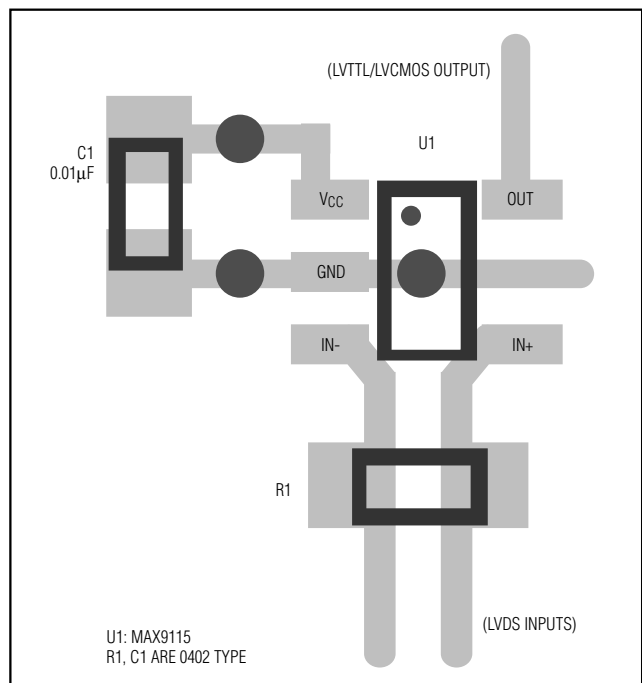 (LVTTL/LVCMOS OUTPUT)
C1
0.01µF
U1
VCC
OUT
GND
IN-
IN+
R1
(LVDS INPUTS)
U1: MAX9115
R1, C1 ARE 0402 TYPE